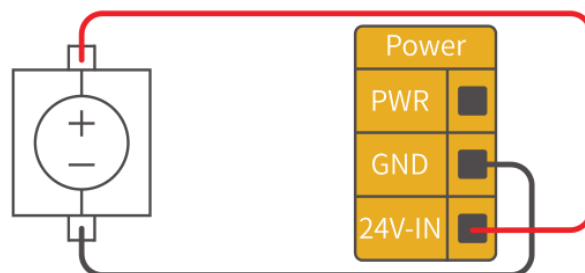 Power
PWR
GND
24V-IN
+
−